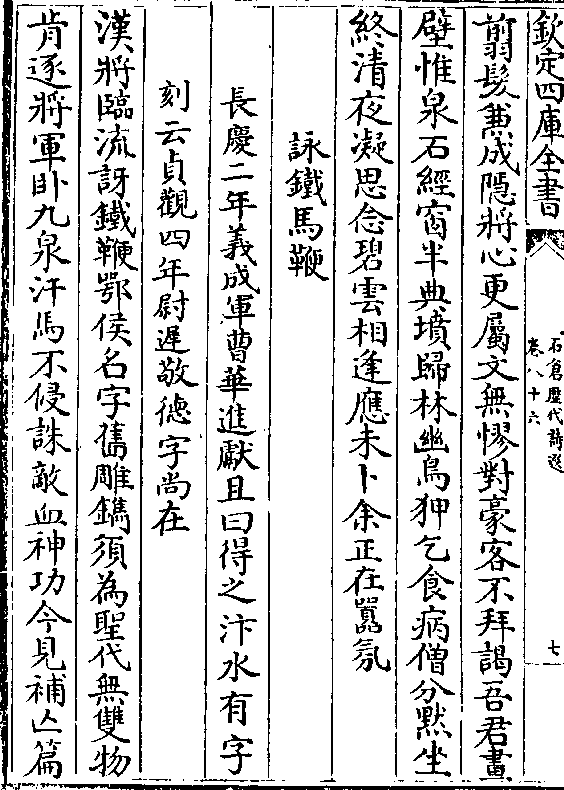 欽定四庫全書
石倉歷代詩選
卷八十六
七
翦髮兼成隱將心更屬文無慘對豪客不拜謁吾君畫
壁惟泉石經窗半典墳歸林幽鳥狎乞食病僧分默坐
終清夜凝思念碧雲相逢應未卜余正在囂氛
詠鐵馬鞭
長慶二年義成軍曹華進獻且曰得之汴水有字
刻云貞觀四年尉遲敬德字尚在
漢將臨流訝鐵鞭鄂侯名字舊雕鐫須為聖代無雙物
肯逐將軍卧九泉汗馬不侵誅敵血神功今見補亡篇